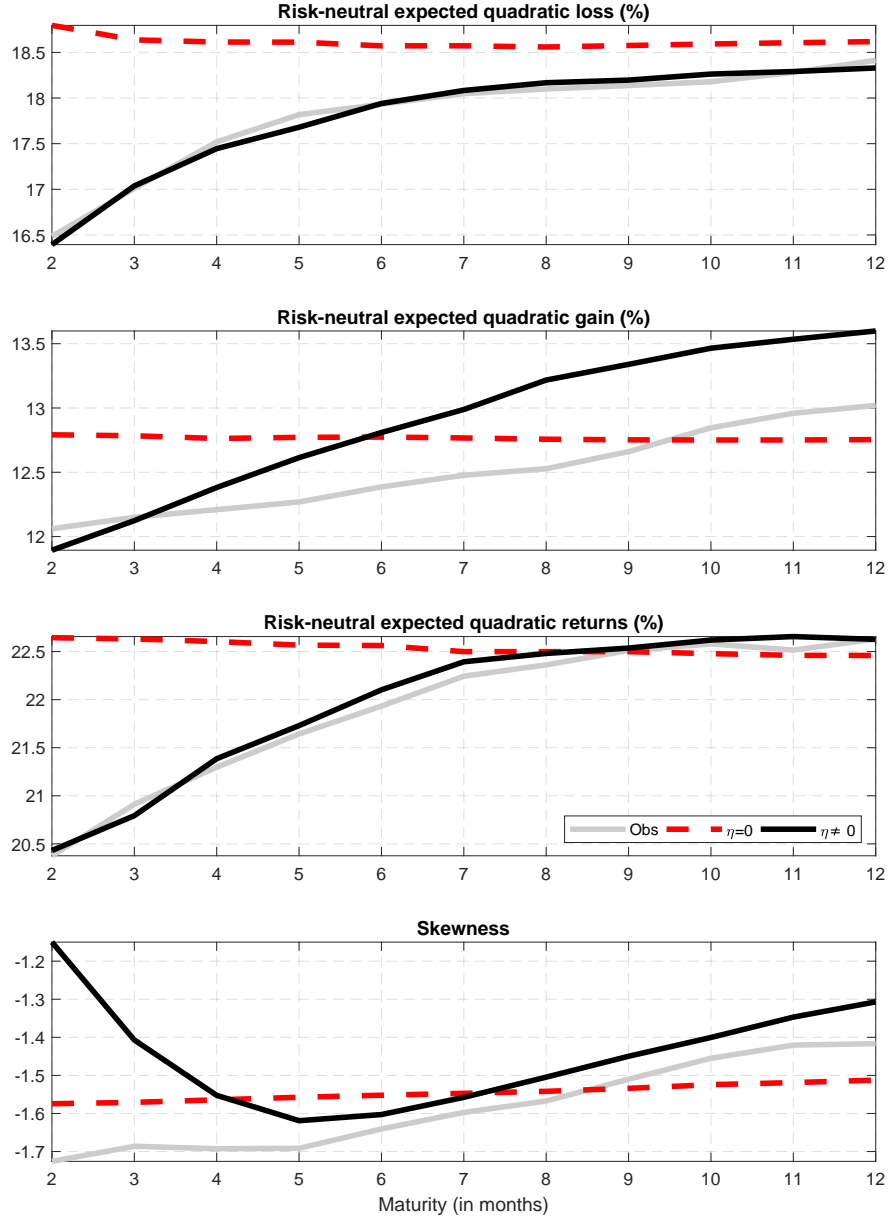 Risk-neutral expected quadratic loss (%)
18.5
18
17.5
17
16.5
2 3 4 5 6 7 8 9 10 11 12
Risk-neutral expected quadratic gain (%)
13.5
13
12.5
12
2 3 4 5 6 7 8 9 10 11 12
Risk-neutral expected quadratic returns (%)
22.5
22
21.5
21
20.5
Obs η=0 η≠ 0
2 3 4 5 6 7 8 9 10 11 12
Skewness
-1.2
-1.3
-1.4
-1.5
-1.6
-1.7
2 3 4 5 6 7 8 9 10 11 12
Maturity (in months)